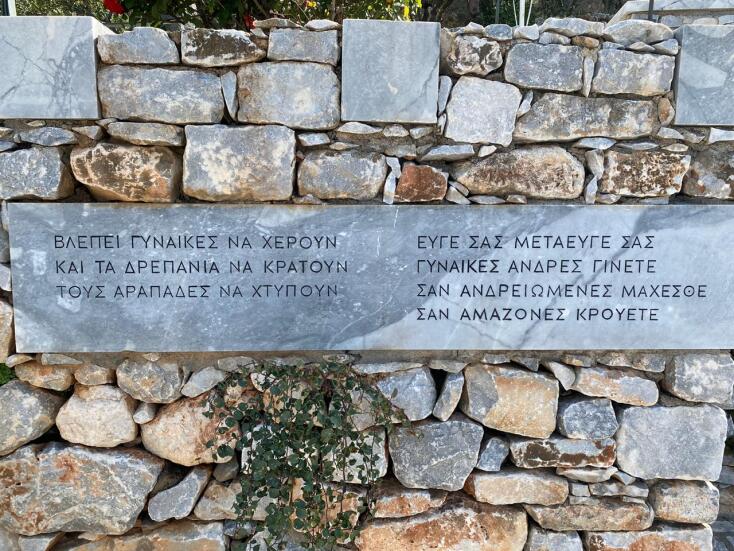 ΒΛΕΠΕΙ ΓΥΝΑΙΚΕΣ ΝΑ ΧΕΡΟΥΝ
ΚΑΙ ΤΑ ΔΡΕΠΑΝΙΑ ΝΑ ΚΡΑΤΟΥΝ
ΤΟΥΣ ΑΡΑΠΑΔΕΣ ΝΑ ΧΤΥΠΟΥΝ
ΕΥΓΕ ΣΑΣ ΜΕΤΑΕΥΓΕ ΣΑΣ
ΓΥΝΑΙΚΕΣ ΑΝΔΡΕΣ ΓΙΝΕΤΕ
ΣΑΝ ΑΝΔΡΕΙΩΜΕΝΕΣ ΜΑΧΕΣΘΕ
ΣΑΝ ΑΜΑΖΟΝΕΣ ΚΡΟΥΕΤΕ